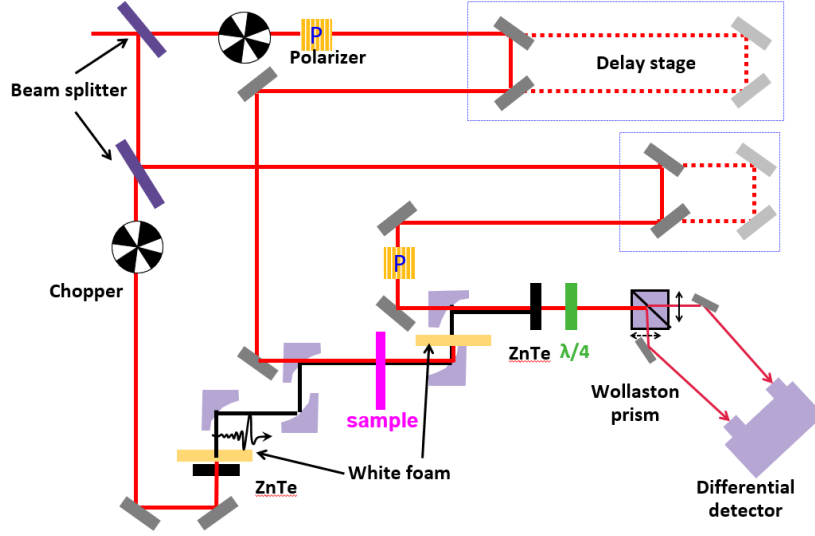 P
Polarizer
Delay stage
Beam splitter
P
Chopper
ZnTe
λ/4
Wollaston
prism
sample
White foam
ZnTe
Differential
detector